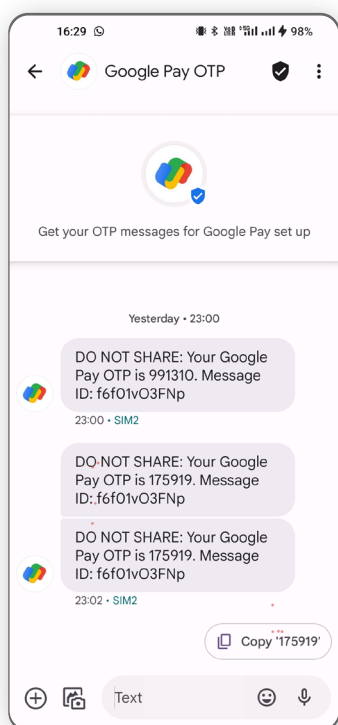 16:29 98%
Google Pay OTP
Get your OTP messages for Google Pay set up
Yesterday • 23:00
DO NOT SHARE: Your Google
Pay OTP is 991310. Message
ID: f6f01vO3FNp
23:00 • SIM2
DO NOT SHARE: Your Google
Pay OTP is 175919. Message
ID: f6f01vO3FNp
DO NOT SHARE: Your Google
Pay OTP is 175919. Message
ID: f6f01vO3FNp
23:02 • SIM2
Copy '175919'
Text